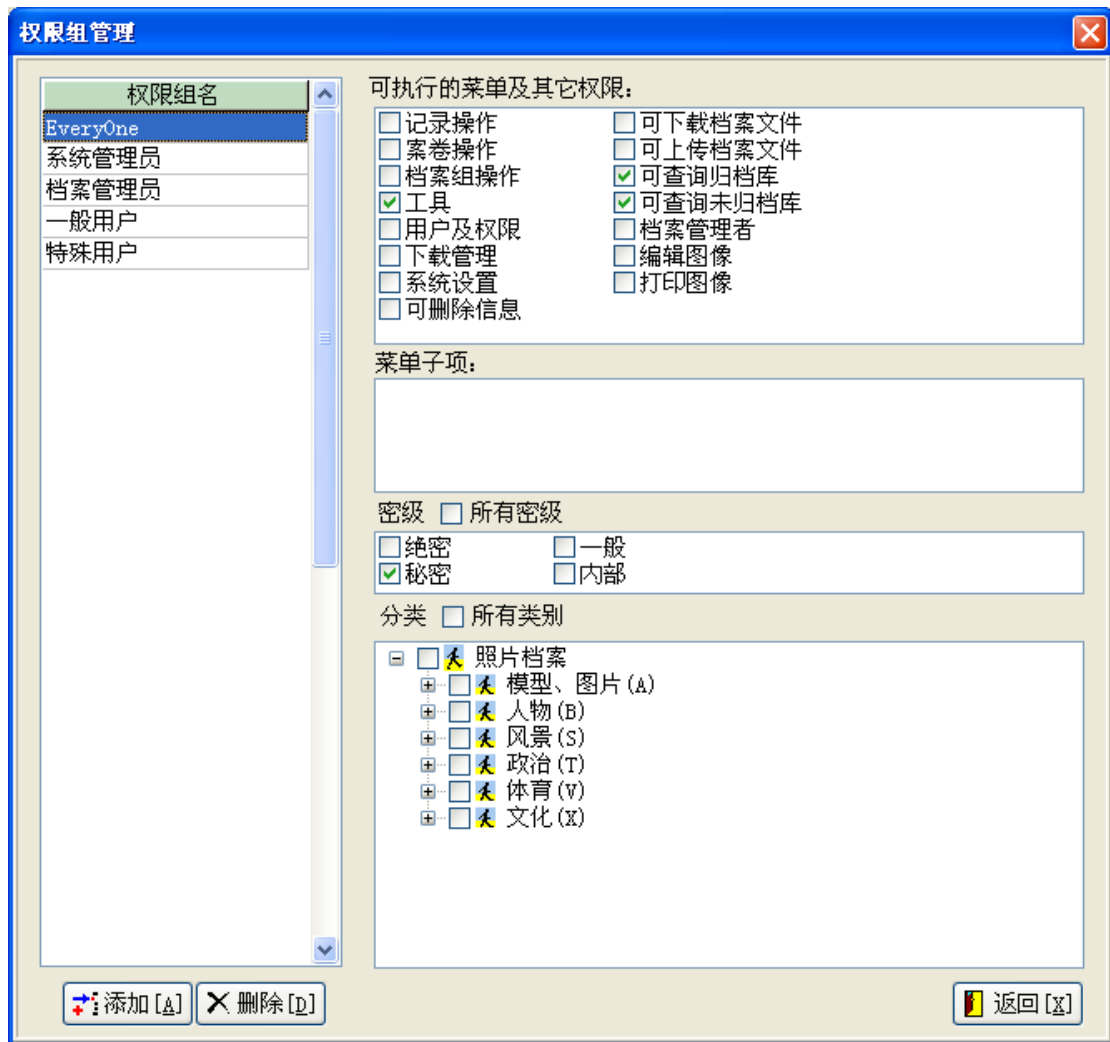 权限组管理
权限组名
EveryOne
系统管理员
档案管理员
一般用户
特殊用户
可执行的菜单及其它权限:
记录操作 可下载档案文件
案卷操作 可上传档案文件
档案组操作 可查询归档库
工具 可查询未归档库
用户及权限 档案管理者
下载管理 编辑图像
系统设置 打印图像
可删除信息
菜单子项:
密级 所有密级
绝密 一般
秘密 内部
分类 所有类别
照片档案
模型、图片(A)
人物(B)
风景(S)
政治(T)
体育(V)
文化(X)
添加[A] 删除[D] 返回[X]